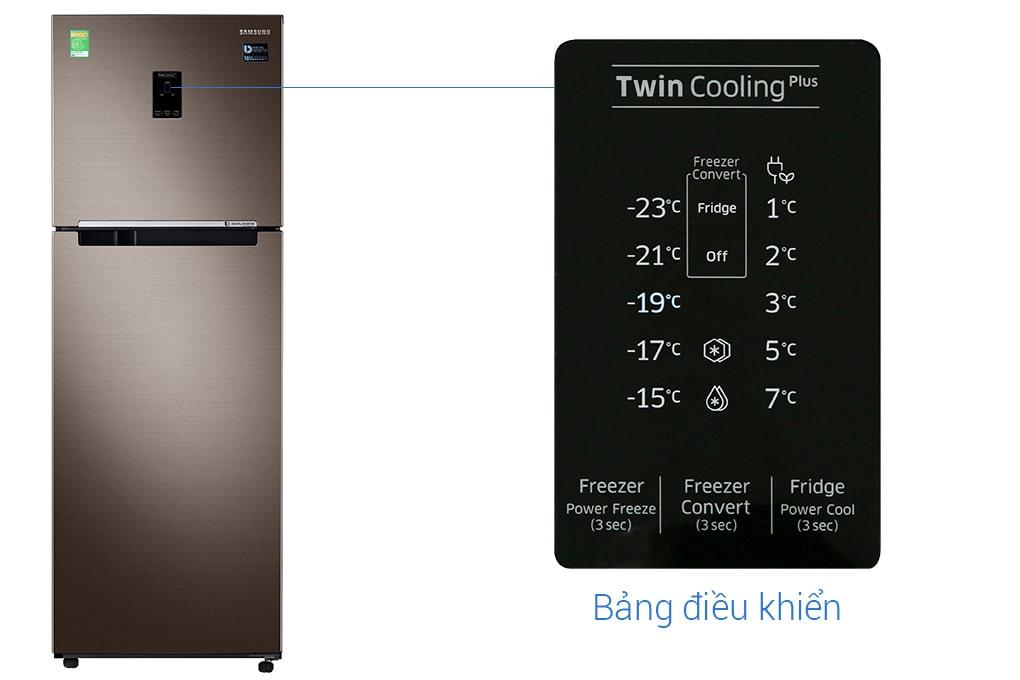 SAMSUNG
Twin Cooling Plus
Freezer
Convert
-23°C Fridge 1°C
-21°C Off 2°C
-19°C 3°C
-17°C 5°C
-15°C 7°C
Freezer
Power Freeze
(3 sec)
Freezer
Convert
(3 sec)
Fridge
Power Cool
(3 sec)
Bảng điều khiển